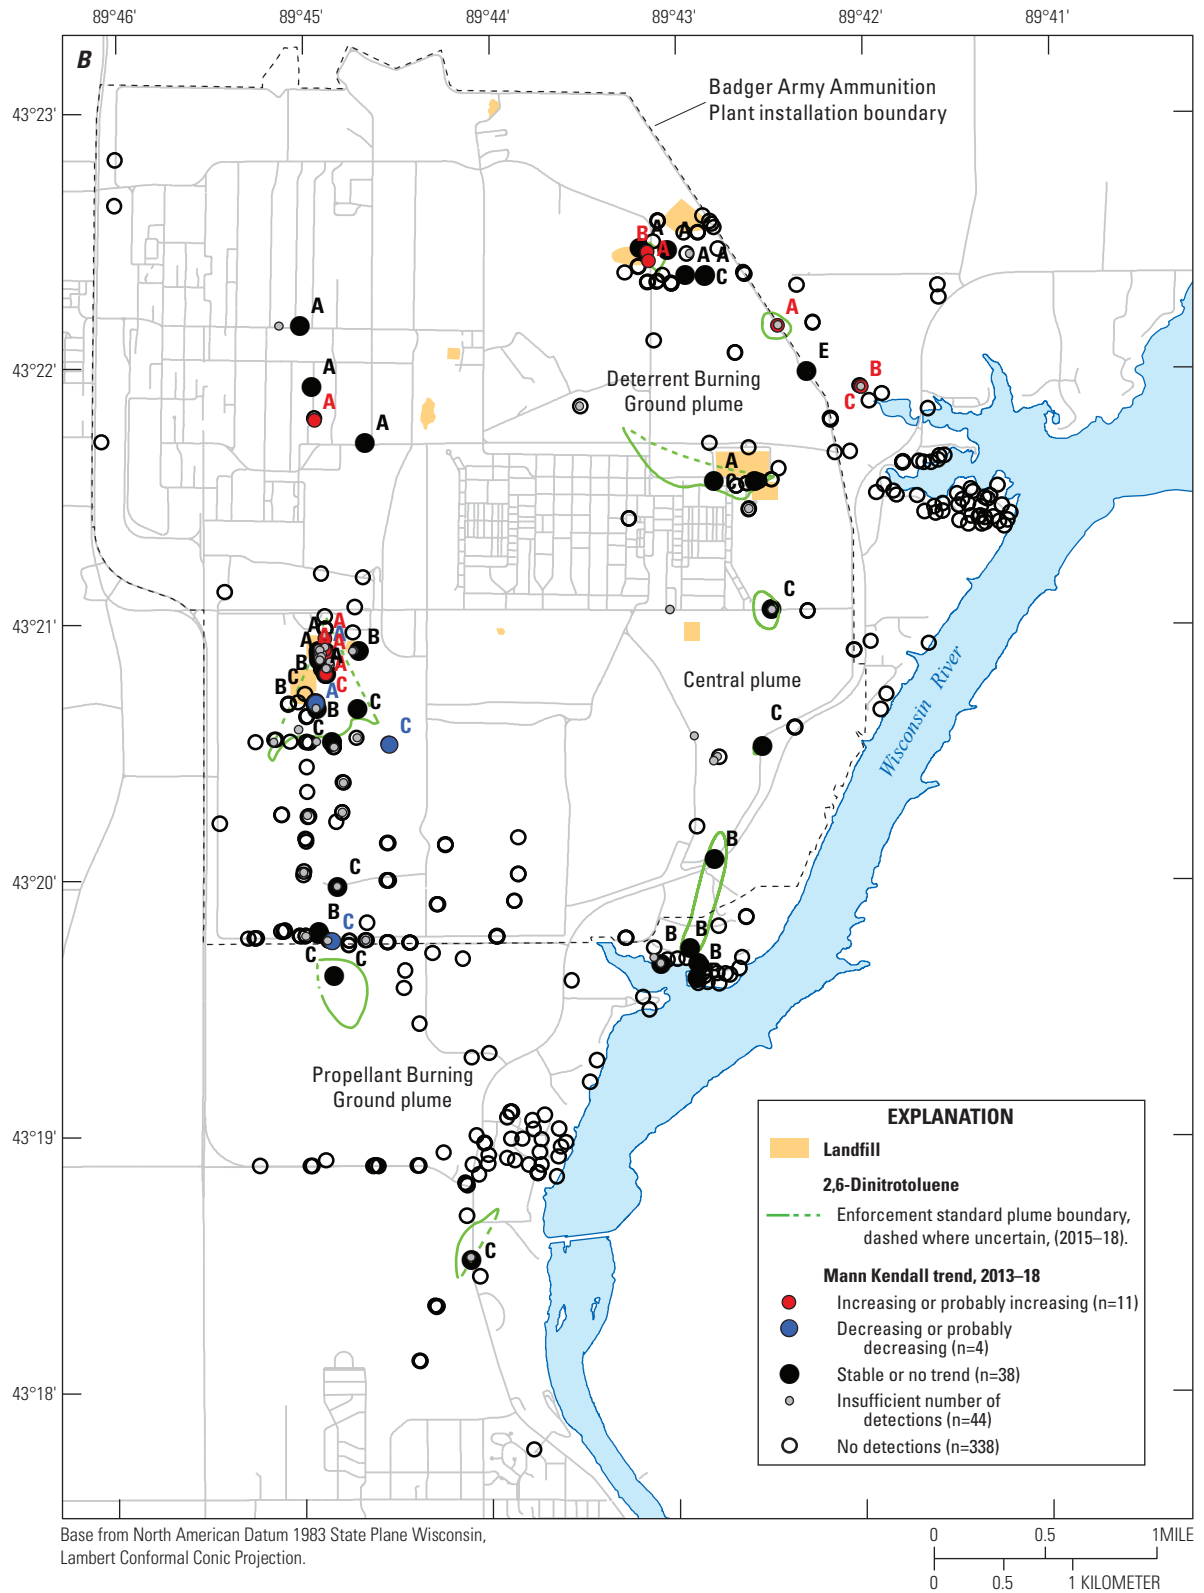 89°46'
89°45'
89°44'
89°43'
89°42'
89°41'
B
43°23'
Badger Army Ammunition
Plant installation boundary
A
B
A
A
A
A
C
A
A
E
43°22'
A
B
C
A
A
Deterrent Burning
Ground plume
A
C
C
43°21'
A
A
A
A
A
A
B
B
A
A
C
C
B
A
B
C
C
C
Central plume
C
Wisconsin River
43°20'
C
B
B
C
B
B
B
C
C
Propellant Burning
Ground plume
43°19'
C
43°18'
EXPLANATION
Landfill
2,6-Dinitrotoluene
Enforcement standard plume boundary,
dashed where uncertain, (2015–18).
Mann Kendall trend, 2013–18
Increasing or probably increasing (n=11)
Decreasing or probably
decreasing (n=4)
Stable or no trend (n=38)
Insufficient number of
detections (n=44)
No detections (n=338)
Base from North American Datum 1983 State Plane Wisconsin,
Lambert Conformal Conic Projection.
0 0.5 1 MILE
0 0.5 1 KILOMETER